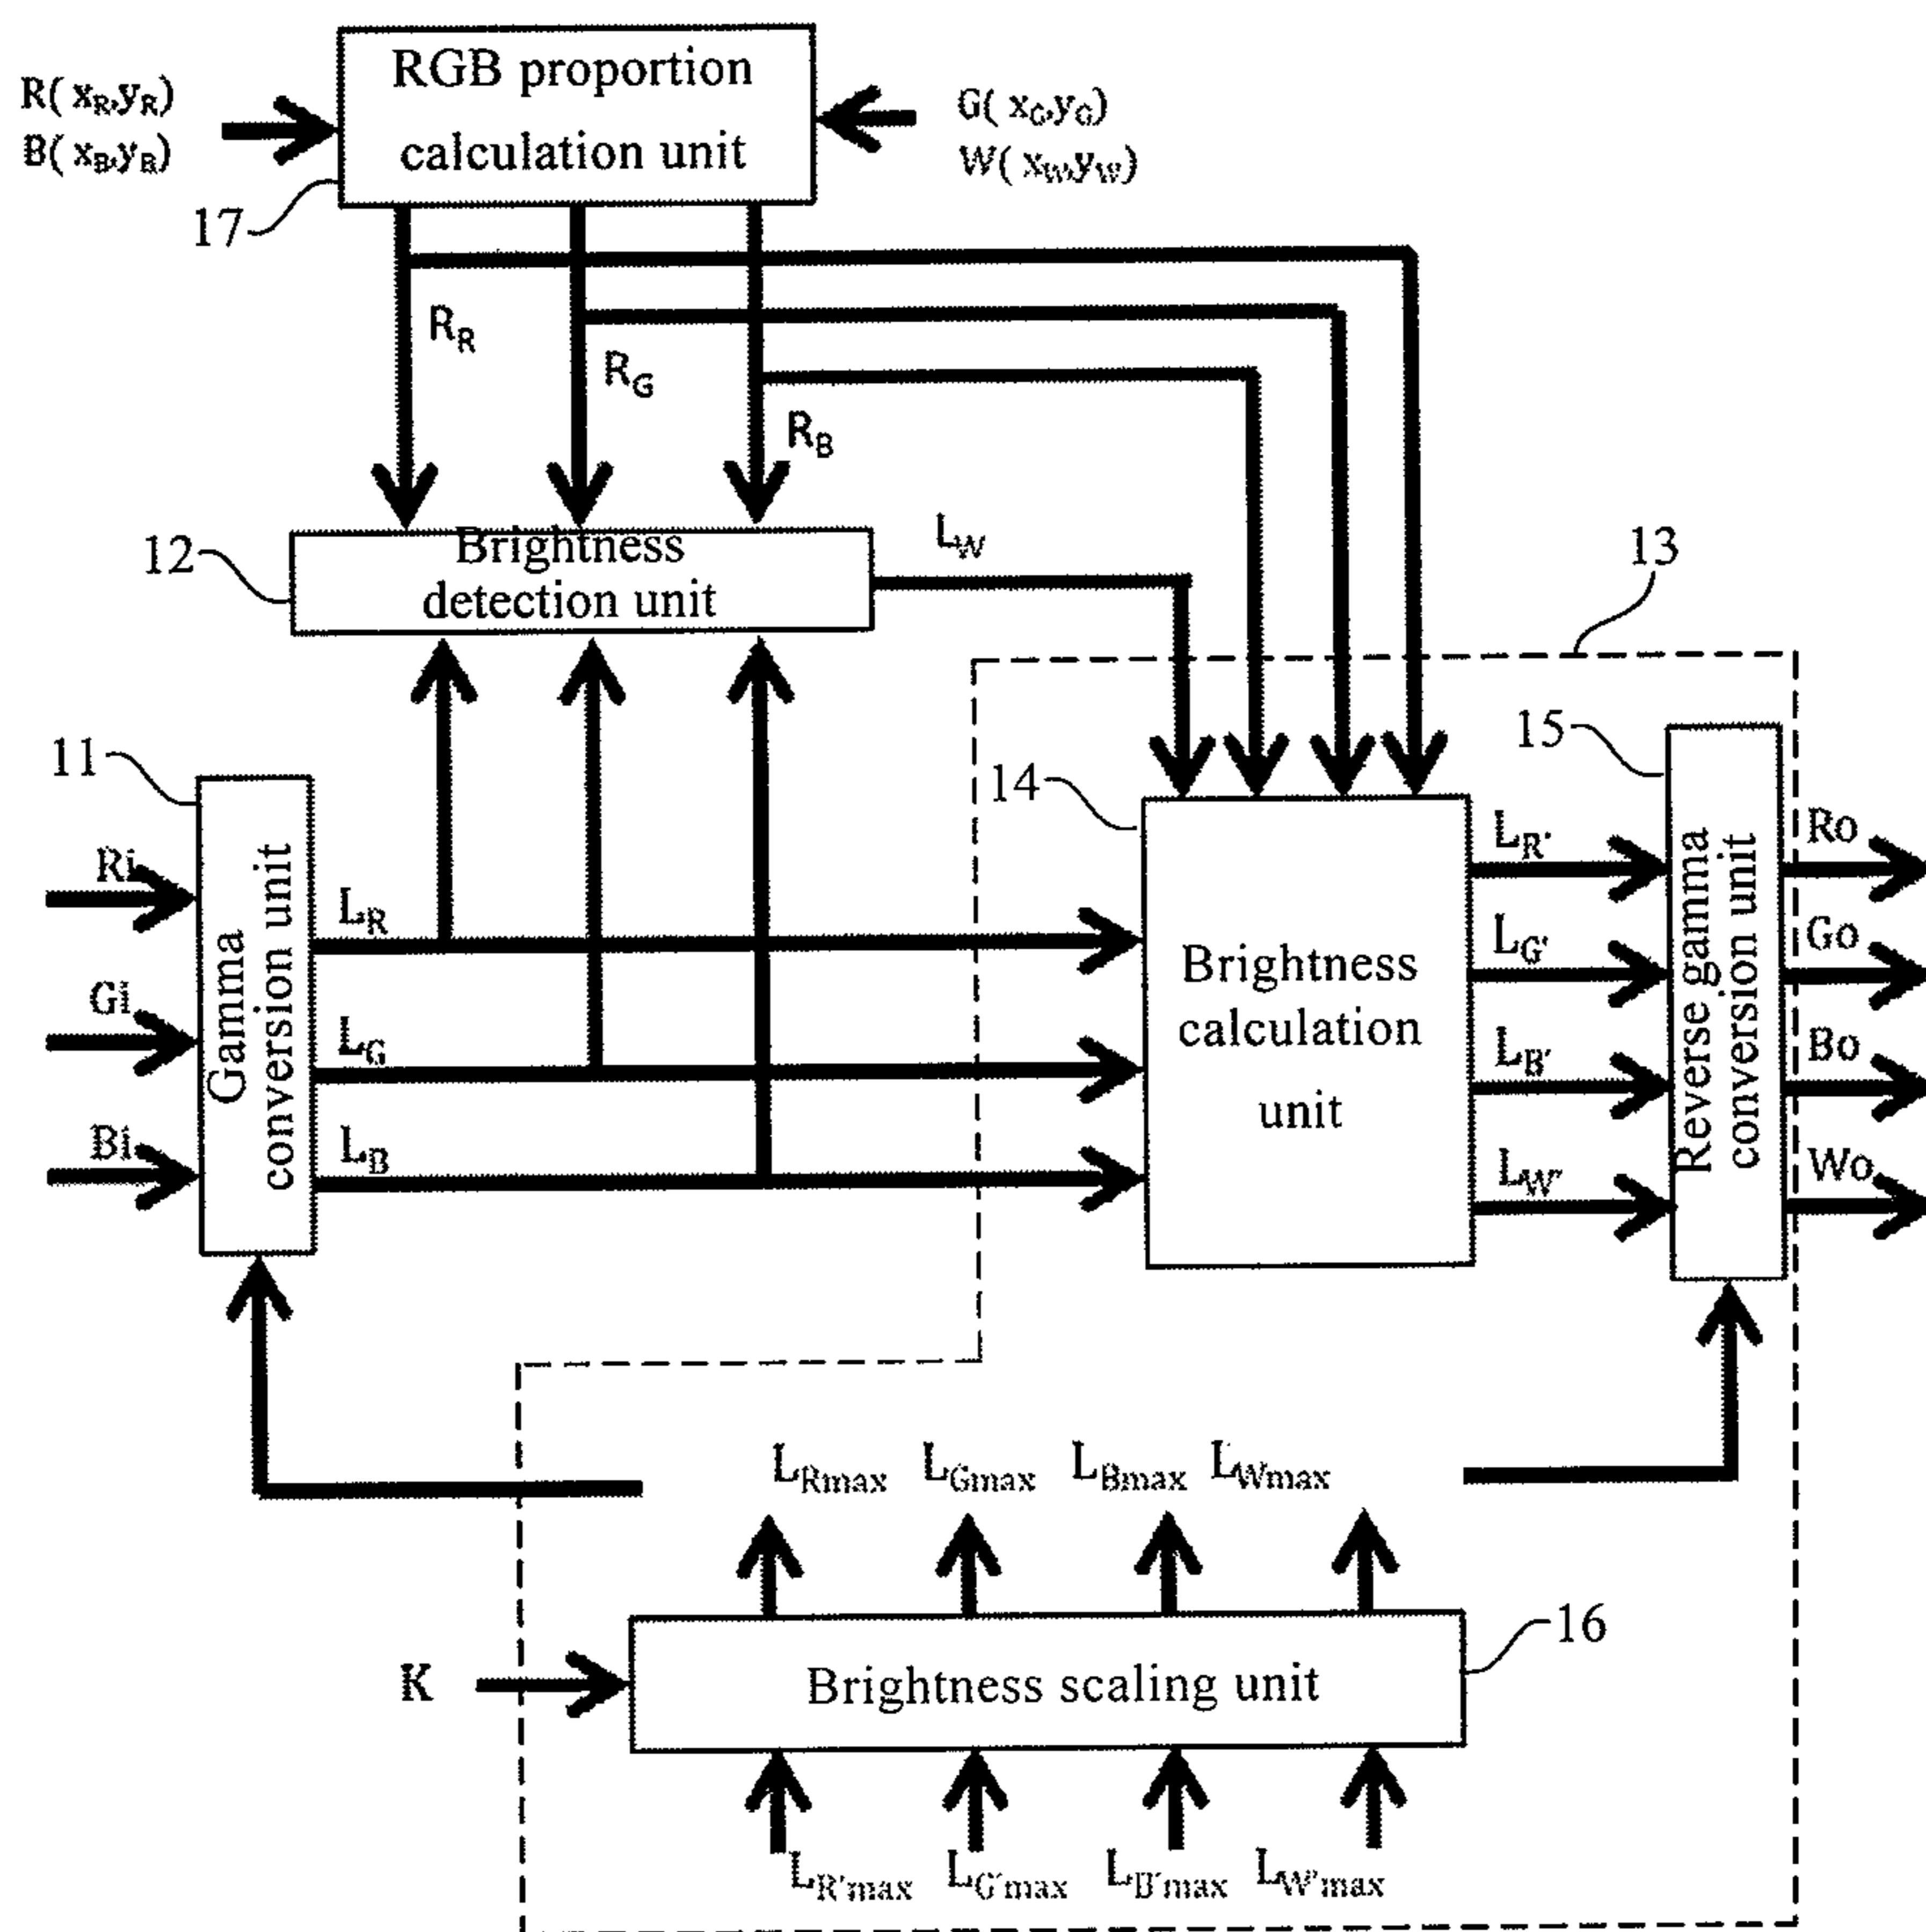 RGB proportion
calculation unit
R( xR,yR)
B( xB,yB)
G( xG,yG)
W( xW,yW)
17
RR
RG
RB
12
Brightness
detection unit
LW
13
11
Gamma
conversion unit
Ri
Gi
Bi
LR
LG
LB
14
Brightness
calculation
unit
15
Reverse gamma
conversion unit
LR'
LG'
LB'
LW'
Ro
Go
Bo
Wo
LRmax LGmax LBmax LWmax
16
K
Brightness scaling unit
LR'max LG'max LB'max LW'max